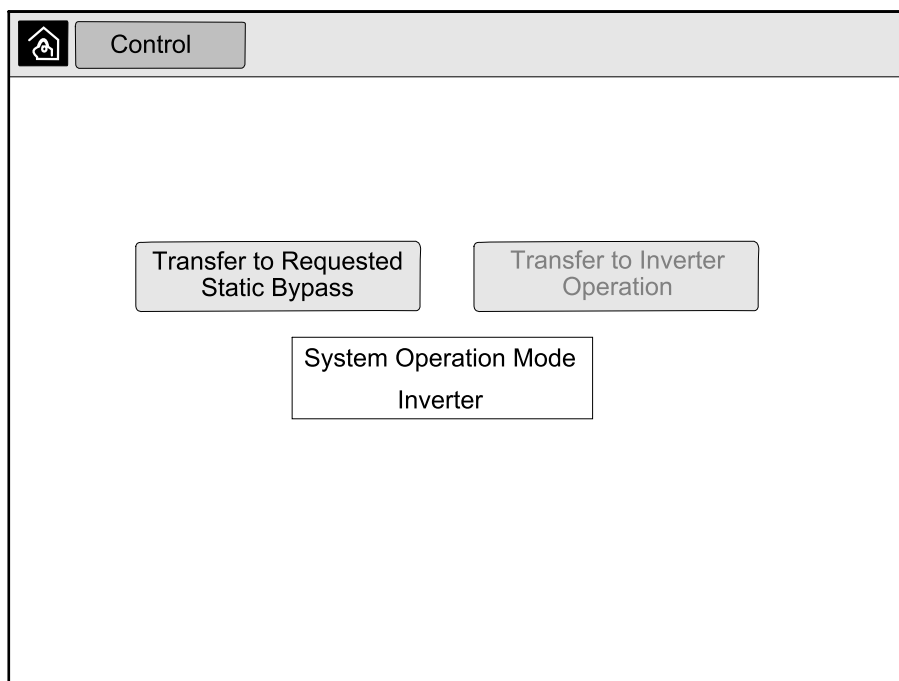 Control
Transfer to Requested
Static Bypass
Transfer to Inverter
Operation
System Operation Mode
Inverter